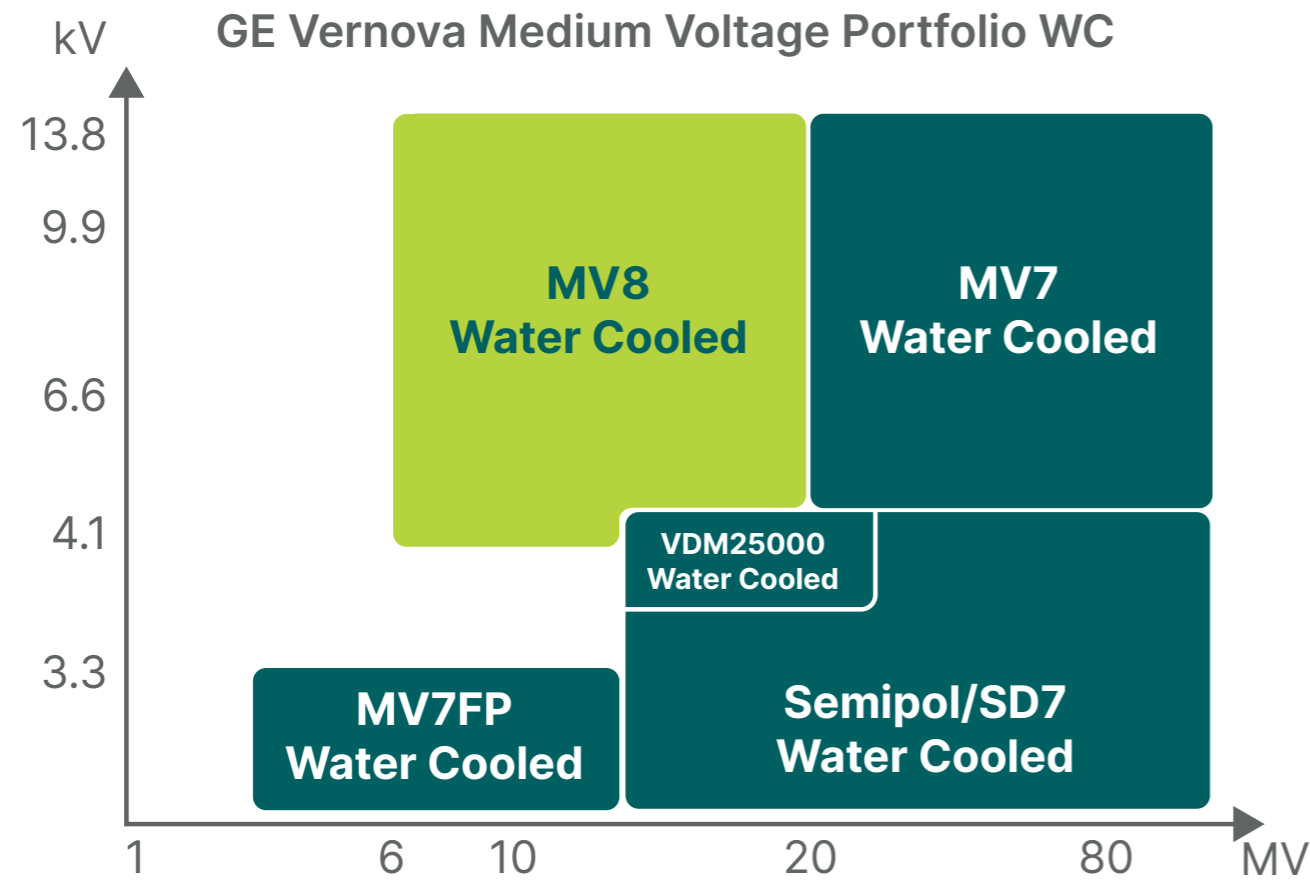 GE Vernova Medium Voltage Portfolio WC
kV
13.8
9.9
6.6
4.1
3.3
MV8
Water Cooled
MV7
Water Cooled
VDM25000
Water Cooled
MV7FP
Water Cooled
Semipol/SD7
Water Cooled
1
6
10
20
80
MV